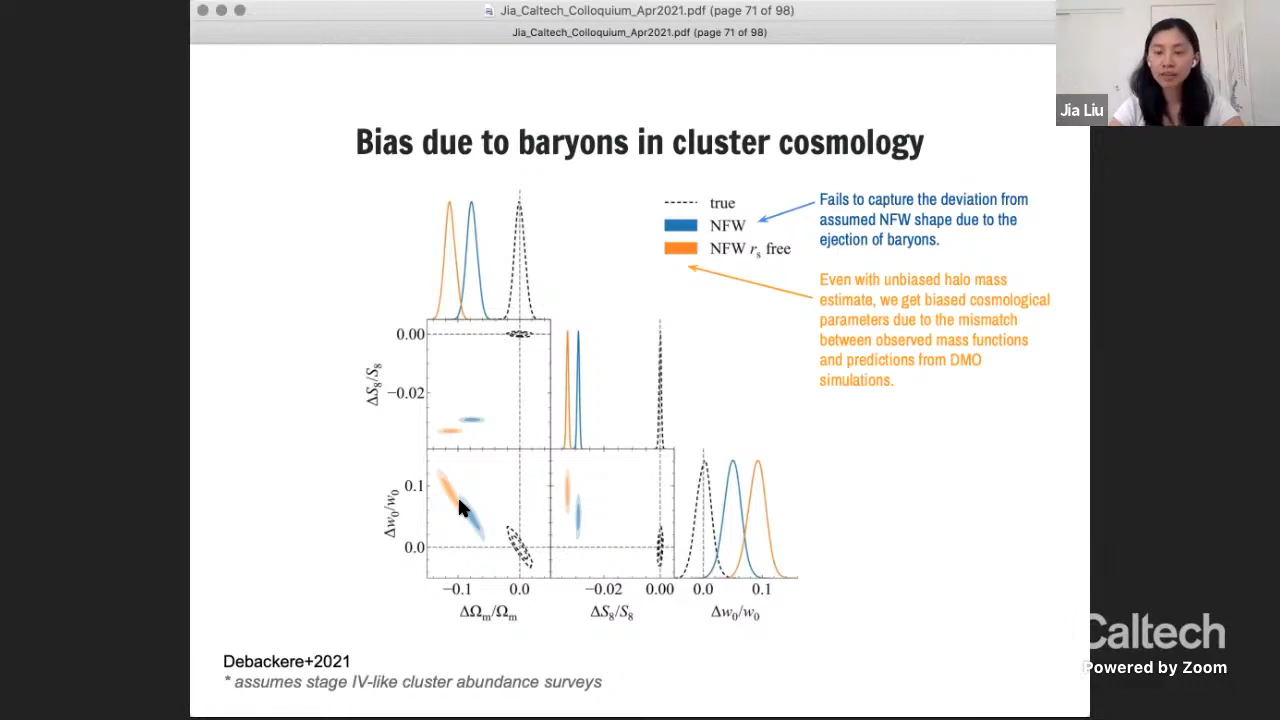 Jia_Caltech_Colloquium_Apr2021.pdf (page 71 of 98)
Jia_Caltech_Colloquium_Apr2021.pdf (page 71 of 98)
Jia Liu
Bias due to baryons in cluster cosmology
true
NFW
NFW rs free
Fails to capture the deviation from
assumed NFW shape due to the
ejection of baryons.
Even with unbiased halo mass
estimate, we get biased cosmological
parameters due to the mismatch
between observed mass functions
and predictions from DMO
simulations.
0.00
−0.02
ΔS8/S8
0.1
0.0
Δw0/w0
−0.1 0.0 −0.02 0.00 0.0 0.1
ΔΩm/Ωm ΔS8/S8 Δw0/w0
Debackere+2021
* assumes stage IV-like cluster abundance surveys
Caltech
Powered by Zoom